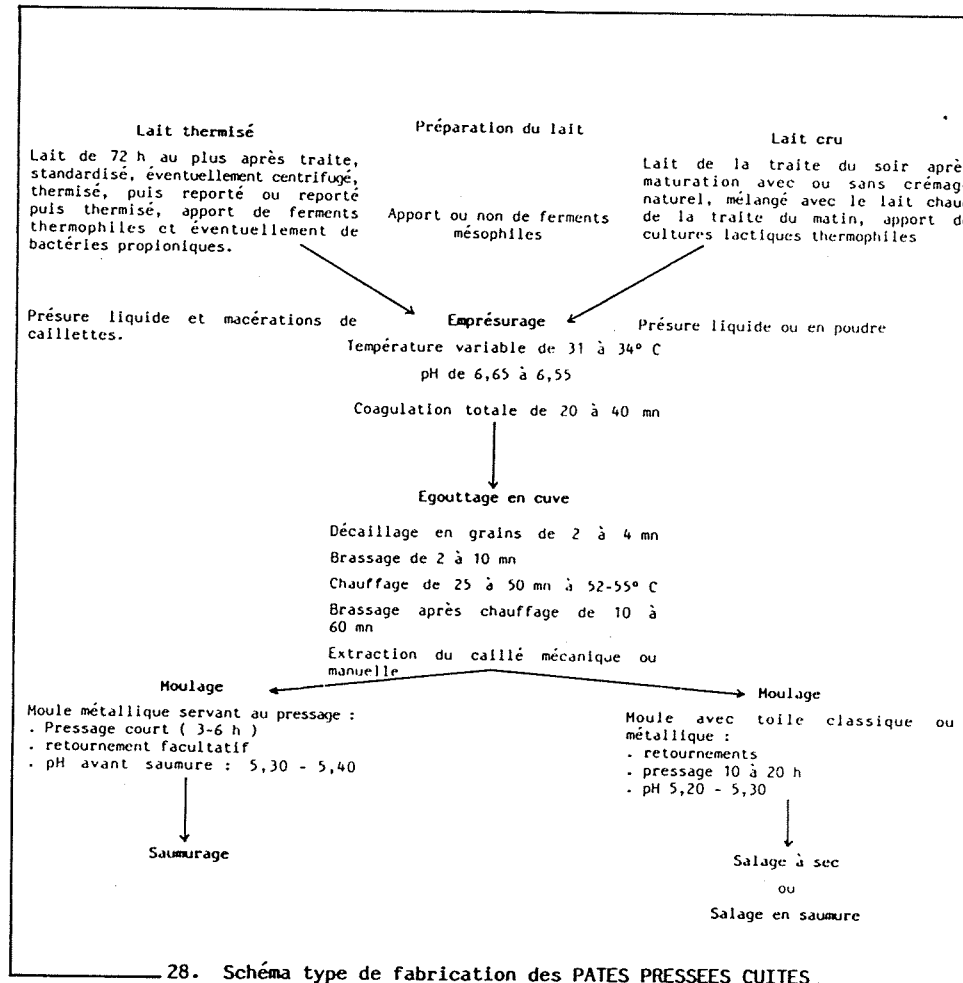 Préparation du lait
Lait thermisé
Lait de 72 h au plus après traite,
standardisé, éventuellement centrifugé,
thermisé, puis reporté ou reporté
puis thermisé, apport de ferments
thermophiles et éventuellement de
bactéries propioniques.
Apport ou non de ferments
mésophiles
Lait cru
Lait de la traite du soir aprè
maturation avec ou sans crémag
naturel, mélangé avec le lait chau
de la traite du matin, apport d
cultures lactiques thermophiles
Présure liquide et macérations de
caillettes.
Emprésurage
Présure liquide ou en poudre
Température variable de 31 à 34° C
pH de 6,65 à 6,55
Coagulation totale de 20 à 40 mn
Egouttage en cuve
Décaillage en grains de 2 à 4 mn
Brassage de 2 à 10 mn
Chauffage de 25 à 50 mn à 52-55° C
Brassage après chauffage de 10 à
60 mn
Extraction du caillé mécanique ou
manuelle
Moulage
Moule métallique servant au pressage :
. Pressage court ( 3-6 h )
. retournement facultatif
. pH avant saumure : 5,30 - 5,40
Saumurage
Moulage
Moule avec toile classique ou
métallique :
. retournements
. pressage 10 à 20 h
. pH 5,20 - 5,30
Salage à sec
ou
Salage en saumure
28. Schéma type de fabrication des PATES PRESSEES CUITES